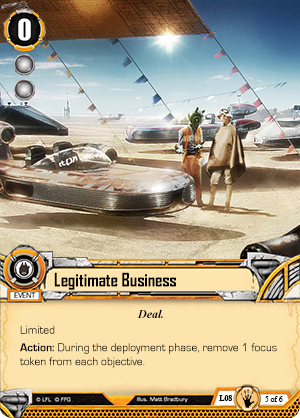 0
Legitimate Business
EVENT
Deal.
Limited
Action: During the deployment phase, remove 1 focus
token from each objective.
© LFL © FFG
Illus. Matt Bradbury
L08
5 of 6